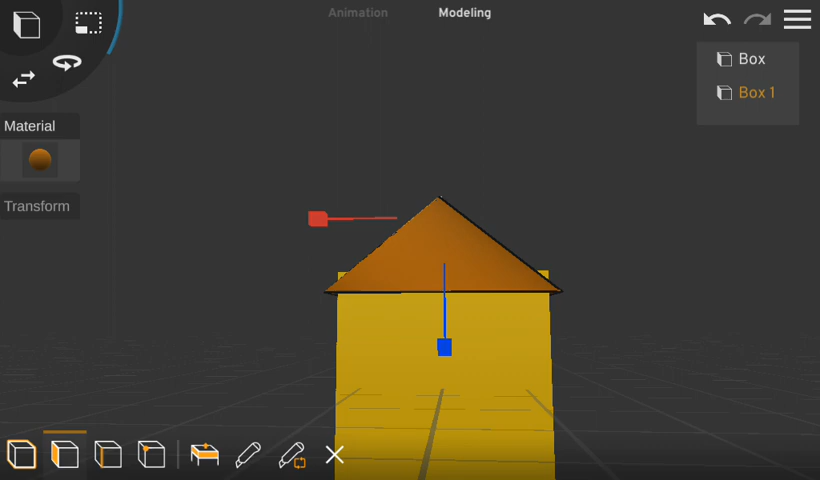 Animation
Modeling
Box
Box 1
Material
Transform